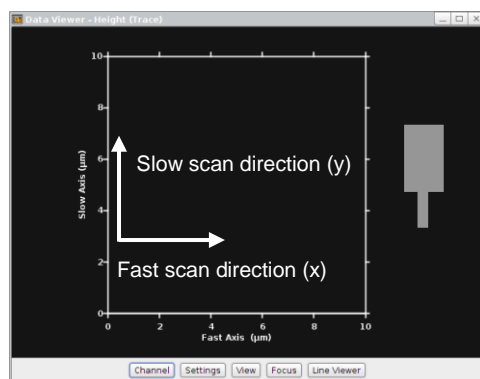 Data Viewer - Height (Trace)
10
8
6
4
2
0
Slow Axis (µm)
Slow scan direction (y)
Fast scan direction (x)
0 2 4 6 8 10
Fast Axis (µm)
Channel Settings View Focus Line Viewer